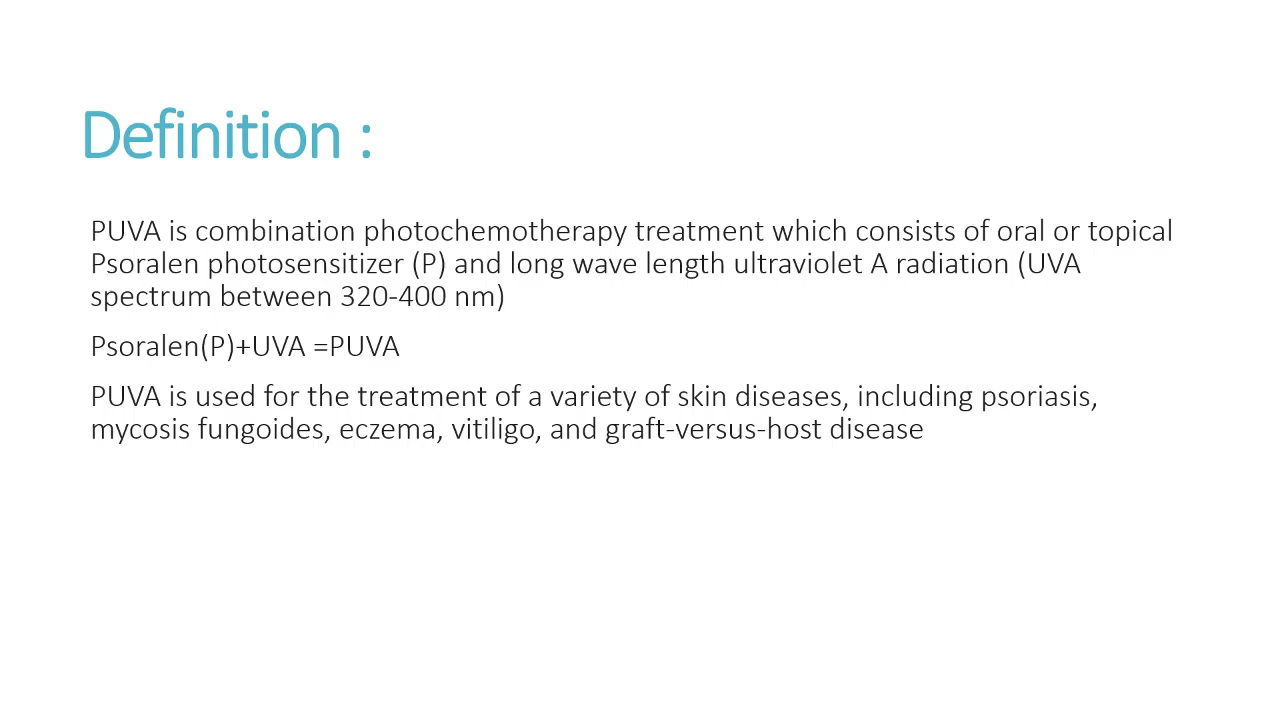 Definition :
PUVA is combination photochemotherapy treatment which consists of oral or topical
Psoralen photosensitizer (P) and long wave length ultraviolet A radiation (UVA
spectrum between 320-400 nm)
Psoralen(P)+UVA =PUVA
PUVA is used for the treatment of a variety of skin diseases, including psoriasis,
mycosis fungoides, eczema, vitiligo, and graft-versus-host disease